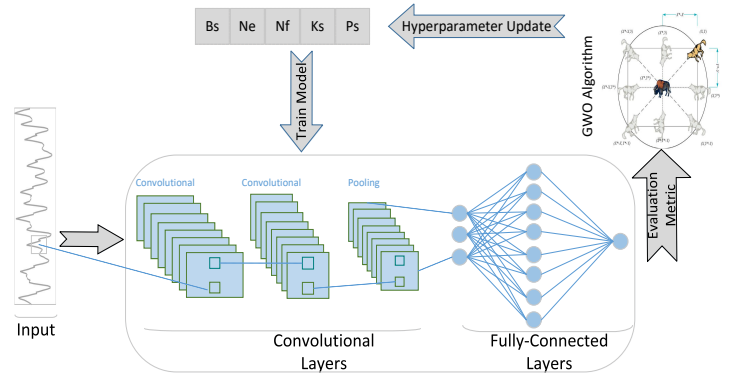 Bs Ne Nf Ks Ps
Hyperparameter Update
Train Model
GWO Algorithm
Evaluation
Metric
Convolutional
Convolutional
Pooling
Input
Convolutional
Layers
Fully-Connected
Layers